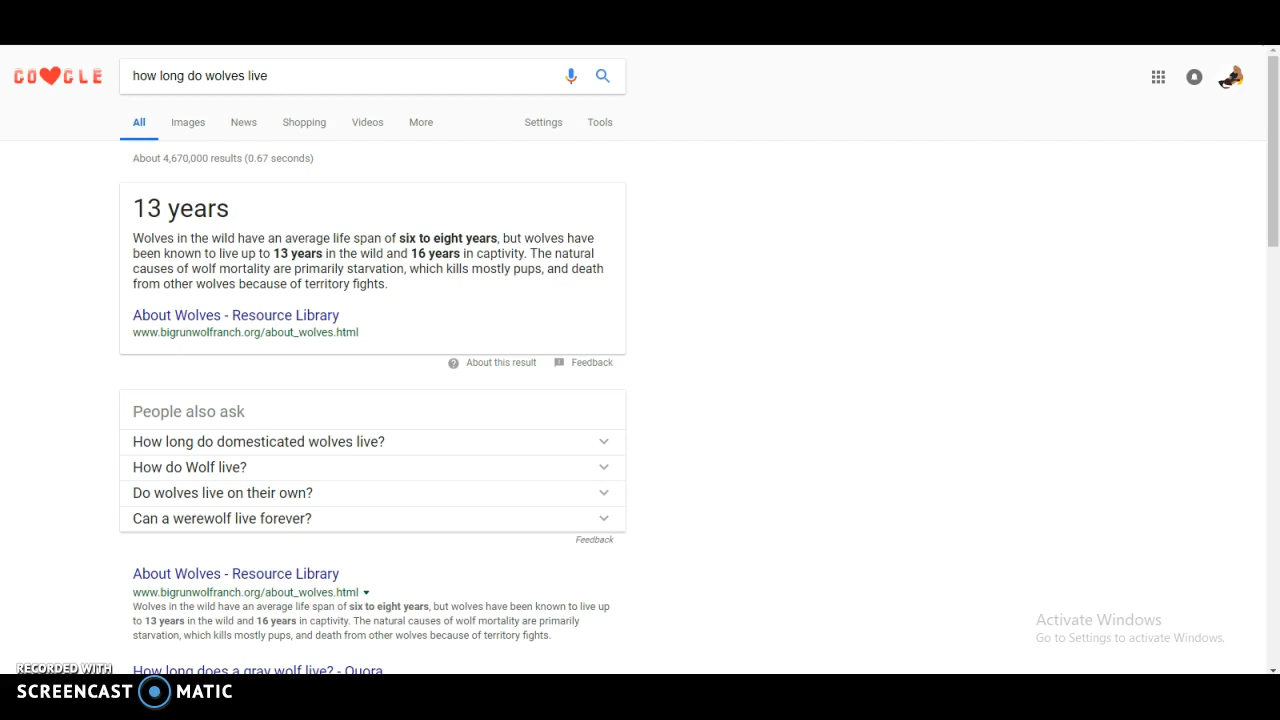 GO❤GLE
how long do wolves live
All Images News Shopping Videos More Settings Tools
About 4,670,000 results (0.67 seconds)
13 years
Wolves in the wild have an average life span of six to eight years, but wolves have
been known to live up to 13 years in the wild and 16 years in captivity. The natural
causes of wolf mortality are primarily starvation, which kills mostly pups, and death
from other wolves because of territory fights.
About Wolves - Resource Library
www.bigrunwolfranch.org/about_wolves.html
About this result Feedback
People also ask
How long do domesticated wolves live?
How do Wolf live?
Do wolves live on their own?
Can a werewolf live forever?
Feedback
About Wolves - Resource Library
www.bigrunwolfranch.org/about_wolves.html
Wolves in the wild have an average life span of six to eight years, but wolves have been known to live up
to 13 years in the wild and 16 years in captivity. The natural causes of wolf mortality are primarily
starvation, which kills mostly pups, and death from other wolves because of territory fights.
How long does a gray wolf live? - Quora
Activate Windows
Go to Settings to activate Windows.
RECORDED WITH
SCREENCAST MATIC